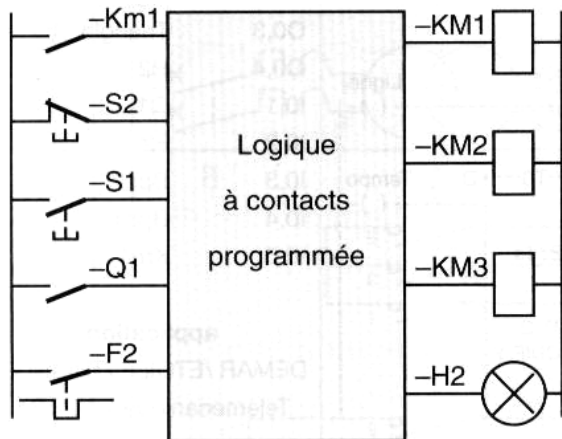 –Km1
–S2
–S1
–Q1
–F2
Logique
à contacts
programmée
–KM1
–KM2
–KM3
–H2